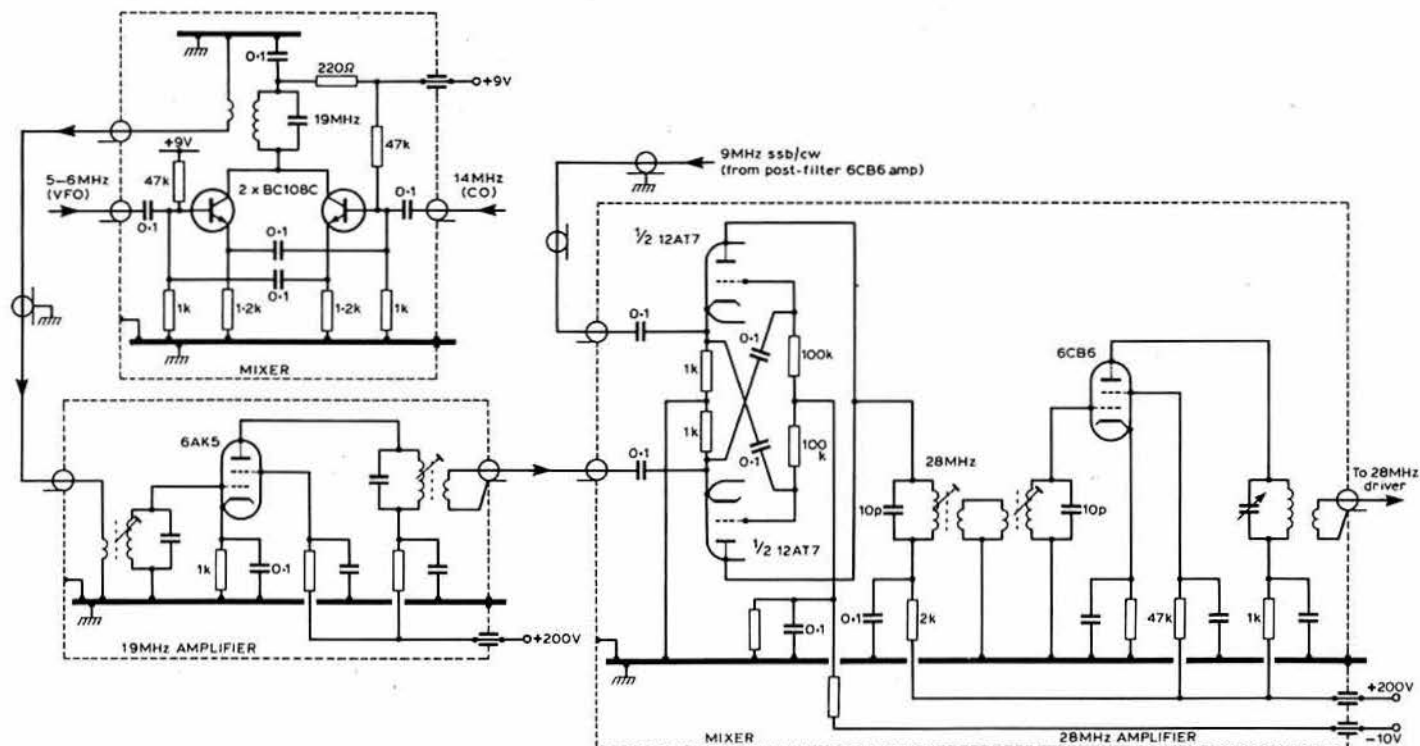 0·1
220Ω
+9V
19MHz
+9V
47k
47k
5–6MHz
(VFO)
2 x BC108C
14MHz
(CO)
0·1
0·1
0·1
0·1
1k
1·2k
1·2k
1k
MIXER
9MHz ssb/cw
(from post-filter 6CB6 amp)
½ 12AT7
0·1
0·1
100k
1k
1k
0·1
100
k
0·1
½ 12AT7
6AK5
1k
0·1
+200V
19MHz AMPLIFIER
6CB6
28MHz
10p
10p
To 28MHz
driver
0·1
0·1
2k
47k
1k
+200V
-10V
MIXER
28MHz AMPLIFIER